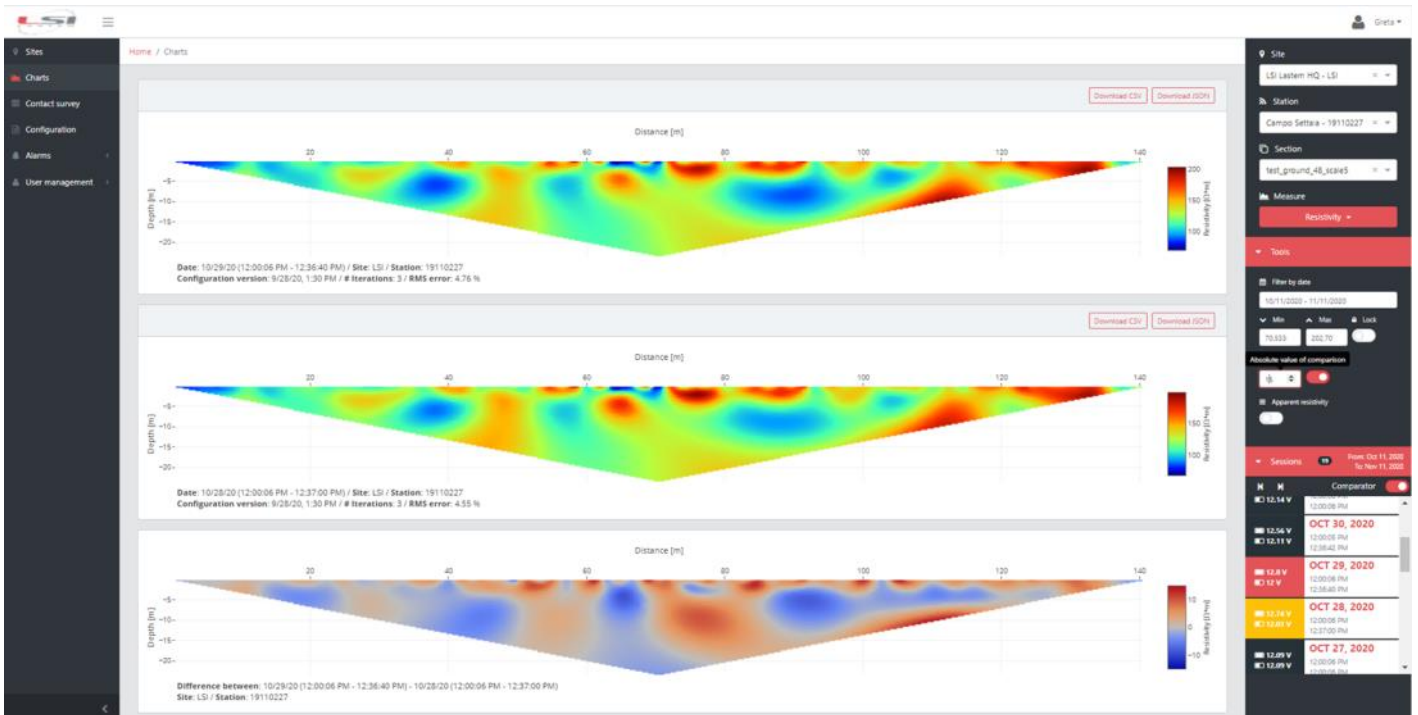 LSI
Greta
Sites
Charts
Contact survey
Configuration
Alarms
User management
Home / Charts
Download CSV Download JSON
Distance [m]
20 40 60 80 100 120 140
Depth [m]
−5
−10
−15
−20
200
150
100
Resistivity [Ω*m]
Date: 10/29/20 (12:00:06 PM - 12:36:40 PM) / Site: LSI / Station: 19110227
Configuration version: 9/28/20, 1:30 PM / # Iterations: 3 / RMS error: 4.76 %
Download CSV Download JSON
Distance [m]
20 40 60 80 100 120 140
Depth [m]
−5
−10
−15
−20
150
100
Resistivity [Ω*m]
Date: 10/28/20 (12:00:06 PM - 12:37:00 PM) / Site: LSI / Station: 19110227
Configuration version: 9/28/20, 1:30 PM / # Iterations: 3 / RMS error: 4.55 %
Distance [m]
20 40 60 80 100 120 140
Depth [m]
−5
−10
−15
−20
10
0
−10
Resistivity [Ω*m]
Difference between: 10/29/20 (12:00:06 PM - 12:36:40 PM) - 10/28/20 (12:00:06 PM - 12:37:00 PM)
Site: LSI / Station: 19110227
Site
LSI Lastem HQ - LSI
Station
Campo Settala - 19110227
Section
test_ground_48_scale5
Measure
Resistivity
Tools
Filter by date
10/11/2020 - 11/11/2020
Min Max Lock
70,533 202,70
Absolute value of comparison
Apparent resistivity
Sessions From: Oct 11, 2020
To: Nov 11, 2020
Comparator
12.14 V
12:00:06 PM
OCT 30, 2020
12.56 V 12:00:05 PM
12.11 V 12:36:42 PM
OCT 29, 2020
12.8 V 12:00:06 PM
12 V 12:36:40 PM
OCT 28, 2020
12.74 V 12:00:06 PM
12:37:00 PM
OCT 27, 2020
12.09 V 12:00:06 PM
12.09 V